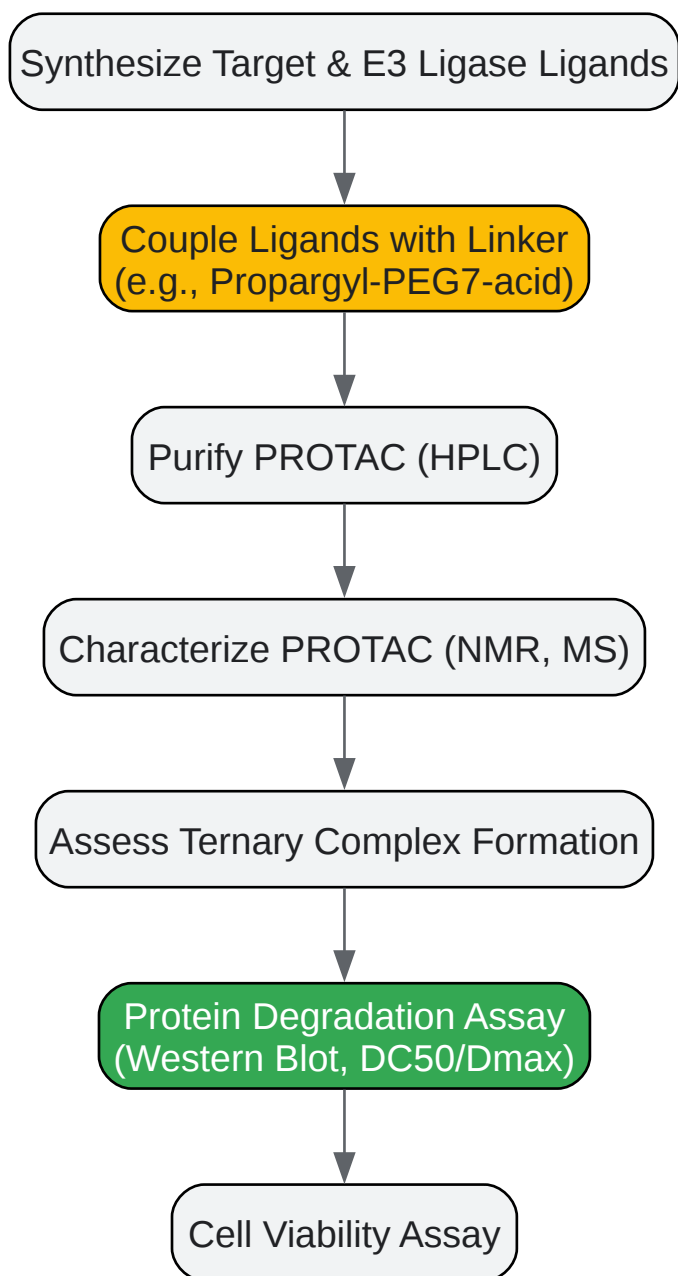 Synthesize Target & E3 Ligase Ligands
Couple Ligands with Linker
(e.g., Propargyl-PEG7-acid)
Purify PROTAC (HPLC)
Characterize PROTAC (NMR, MS)
Assess Ternary Complex Formation
Protein Degradation Assay
(Western Blot, DC50/Dmax)
Cell Viability Assay